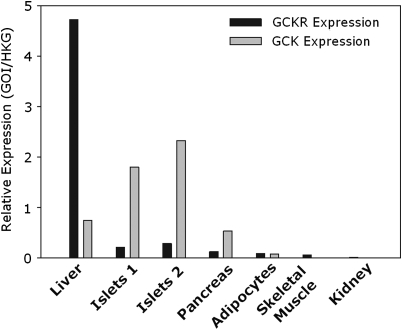 5
4
3
2
1
0
Relative Expression (GOI/HKG)
GCKR Expression
GCK Expression
Liver
Islets 1
Islets 2
Pancreas
Adipocytes
Skeletal
Muscle
Kidney